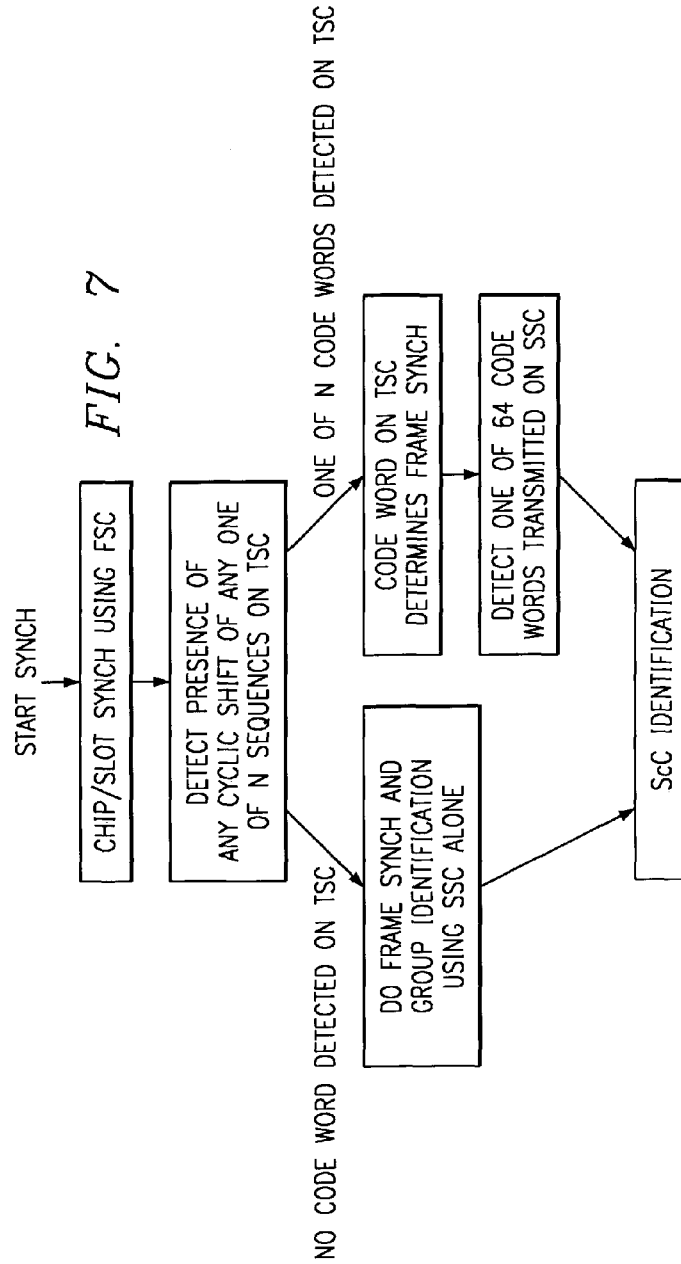 START SYNCH
FIG. 7
CHIP/SLOT SYNCH USING FSC
DETECT PRESENCE OF
ANY CYCLIC SHIFT OF ANY ONE
OF N SEQUENCES ON TSC
NO CODE WORD DETECTED ON TSC
ONE OF N CODE WORDS DETECTED ON TSC
DO FRAME SYNCH AND
GROUP IDENTIFICATION
USING SSC ALONE
CODE WORD ON TSC
DETERMINES FRAME SYNCH
DETECT ONE OF 64 CODE
WORDS TRANSMITTED ON SSC
ScC IDENTIFICATION